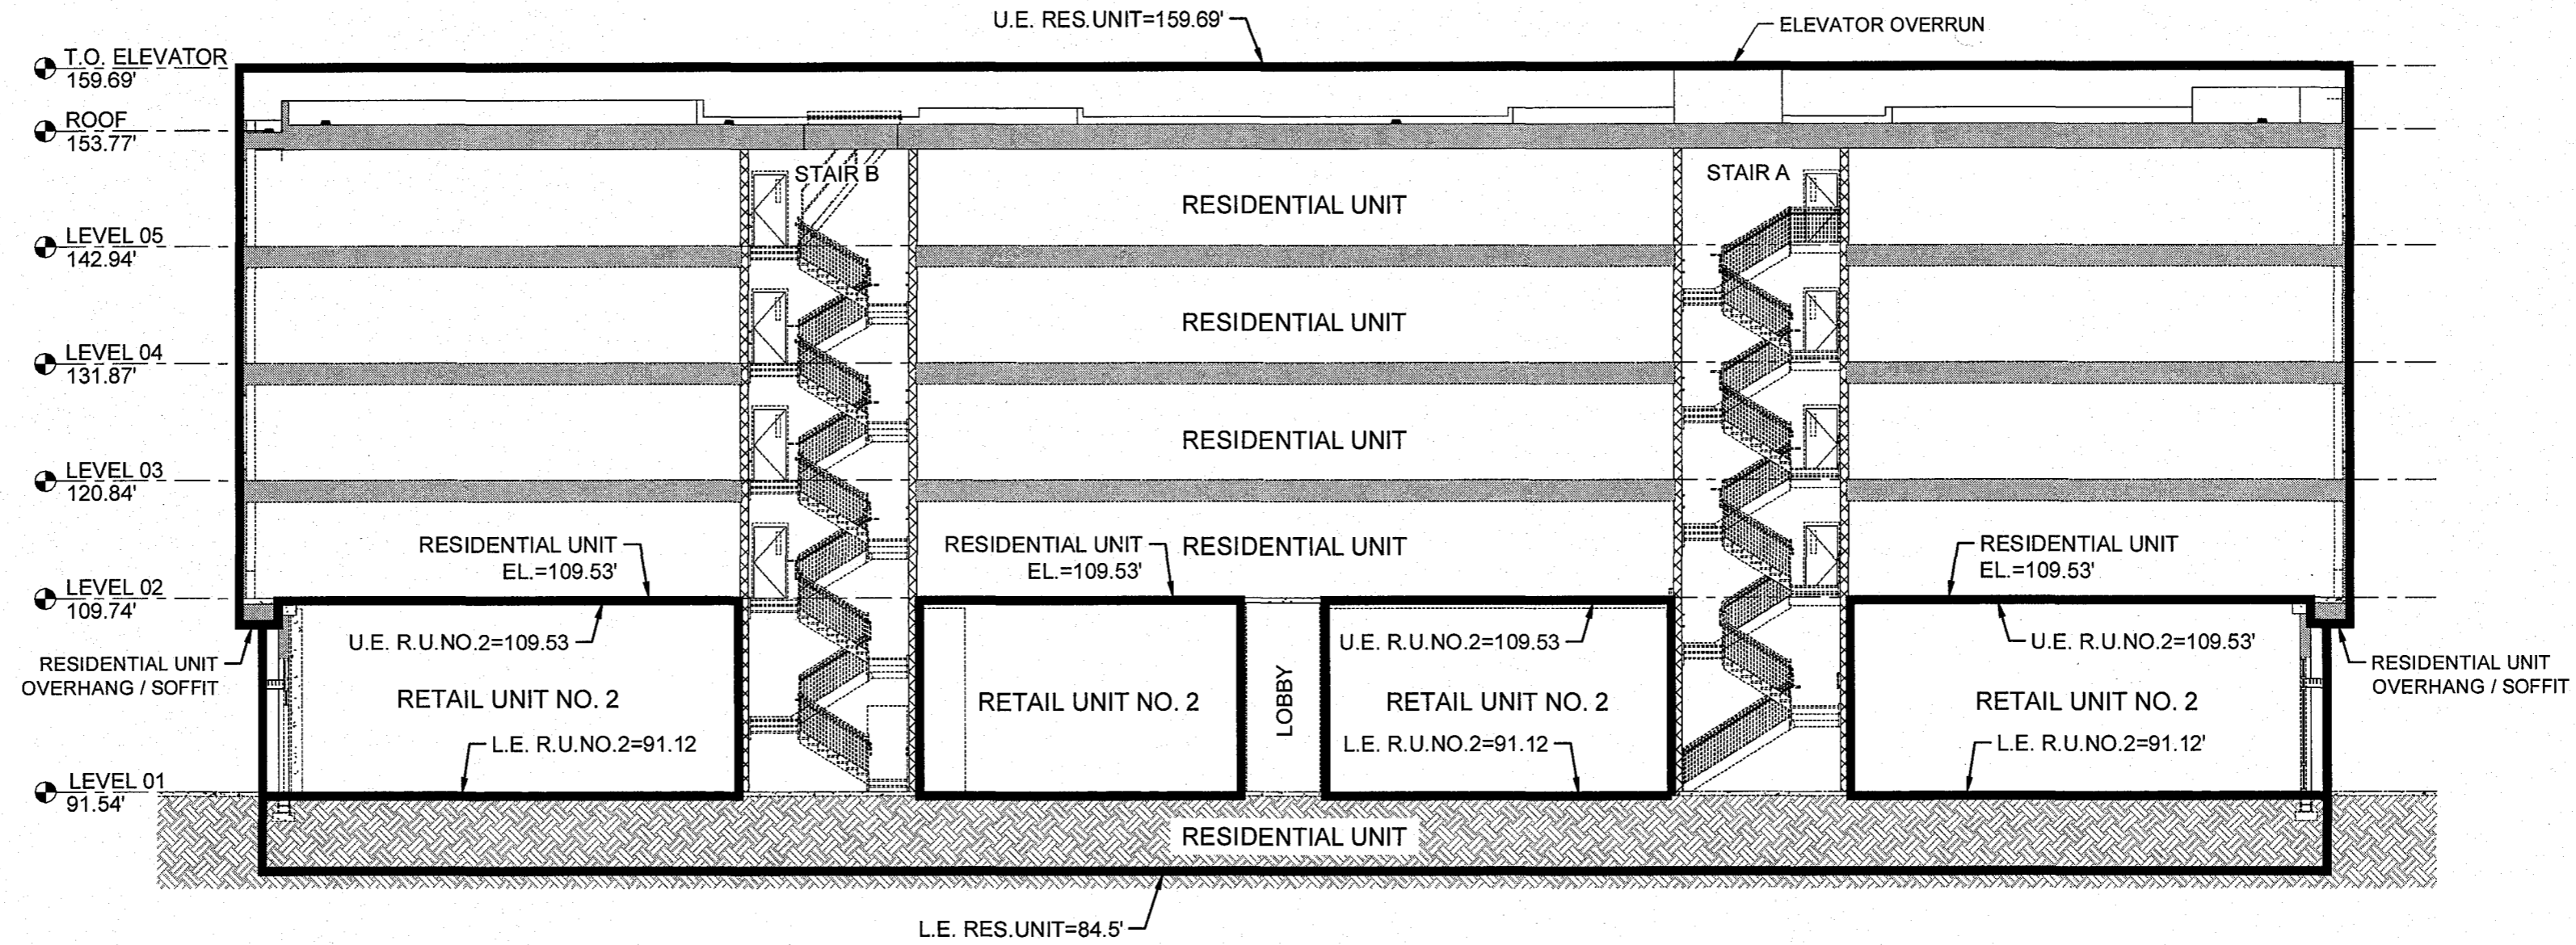 U.E. RES.UNIT=159.69'
ELEVATOR OVERRUN
T.O. ELEVATOR
159.69'
ROOF
153.77'
STAIR B
STAIR A
RESIDENTIAL UNIT
LEVEL 05
142.94'
RESIDENTIAL UNIT
LEVEL 04
131.87'
RESIDENTIAL UNIT
LEVEL 03
120.84'
RESIDENTIAL UNIT
EL.=109.53'
RESIDENTIAL UNIT
EL.=109.53'
RESIDENTIAL UNIT
RESIDENTIAL UNIT
EL.=109.53'
LEVEL 02
109.74'
U.E. R.U.NO.2=109.53
U.E. R.U.NO.2=109.53
U.E. R.U.NO.2=109.53'
RESIDENTIAL UNIT
OVERHANG / SOFFIT
RESIDENTIAL UNIT
OVERHANG / SOFFIT
RETAIL UNIT NO. 2
RETAIL UNIT NO. 2
LOBBY
RETAIL UNIT NO. 2
RETAIL UNIT NO. 2
L.E. R.U.NO.2=91.12
L.E. R.U.NO.2=91.12
L.E. R.U.NO.2=91.12'
LEVEL 01
91.54'
RESIDENTIAL UNIT
L.E. RES.UNIT=84.5'